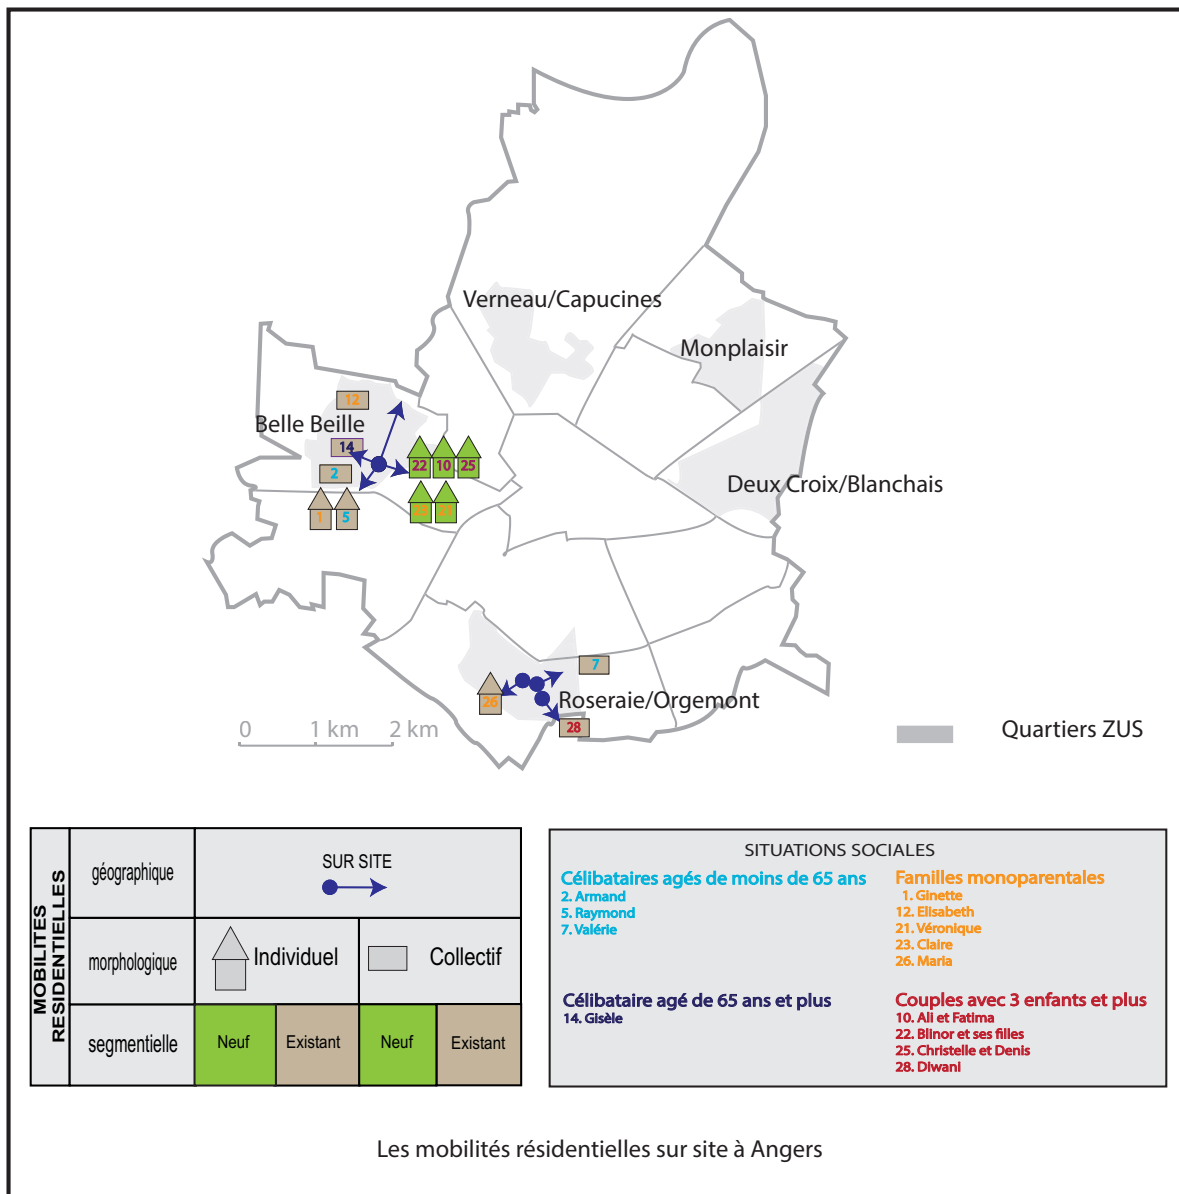 Verneau/Capucines
Monplaisir
12
Belle Beille
14
22 10 25
2
Deux Croix/Blanchais
1 5
23 21
7
26
Roseraie/Orgemont
28
0 1 km 2 km
Quartiers ZUS
MOBILITES RESIDENTIELLES
géographique
SUR SITE
morphologique
Individuel
Collectif
segmentielle
Neuf
Existant
Neuf
Existant
SITUATIONS SOCIALES
Célibataires agés de moins de 65 ans
2. Armand
5. Raymond
7. Valérie
Familles monoparentales
1. Ginette
12. Elisabeth
21. Véronique
23. Claire
26. Maria
Célibataire agé de 65 ans et plus
14. Gisèle
Couples avec 3 enfants et plus
10. Ali et Fatima
22. Blinor et ses filles
25. Christelle et Denis
28. Diwani
Les mobilités résidentielles sur site à Angers